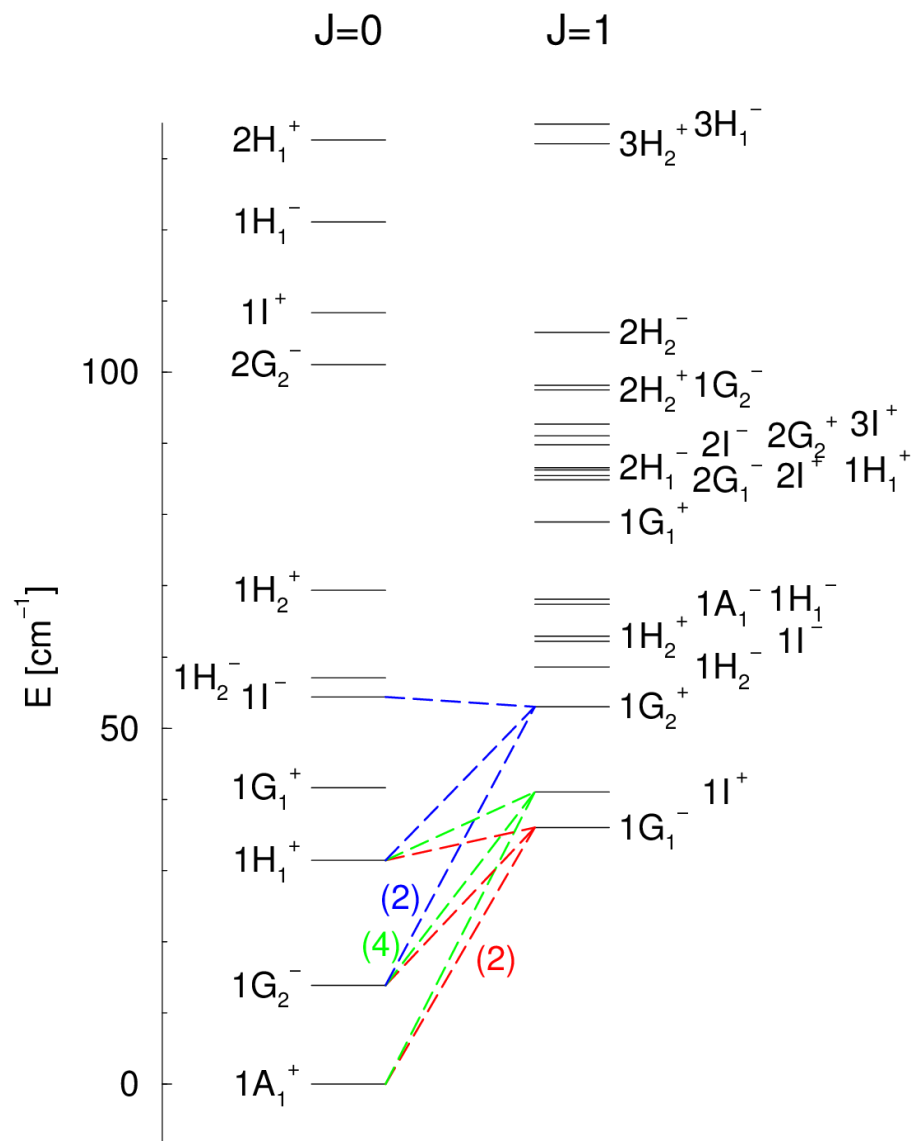 J=0 J=1
3H₁⁻
2H₁⁺ 3H₂⁺
1H₁⁻
1I⁺
2H₂⁻
100 2G₂⁻
2H₂⁺ 1G₂⁻
2I⁻ 2G₂⁺ 3I⁺
2H₁⁻ 2G₁⁻ 2I⁺ 1H₁⁺
1G₁⁺
1H₂⁺ 1A₁⁻ 1H₁⁻
1H₂⁺ 1I⁻
1H₂⁻ 1I⁻ 1H₂⁻
E [cm⁻¹]
1G₂⁺
50
1G₁⁺ 1I⁺
1G₁⁻
1H₁⁺
(2)
(4) (2)
1G₂⁻
0 1A₁⁺